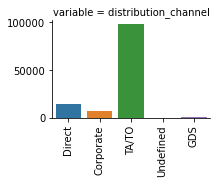 variable = distribution_channel
100000
50000
0
Direct
Corporate
TA/TO
Undefined
GDS